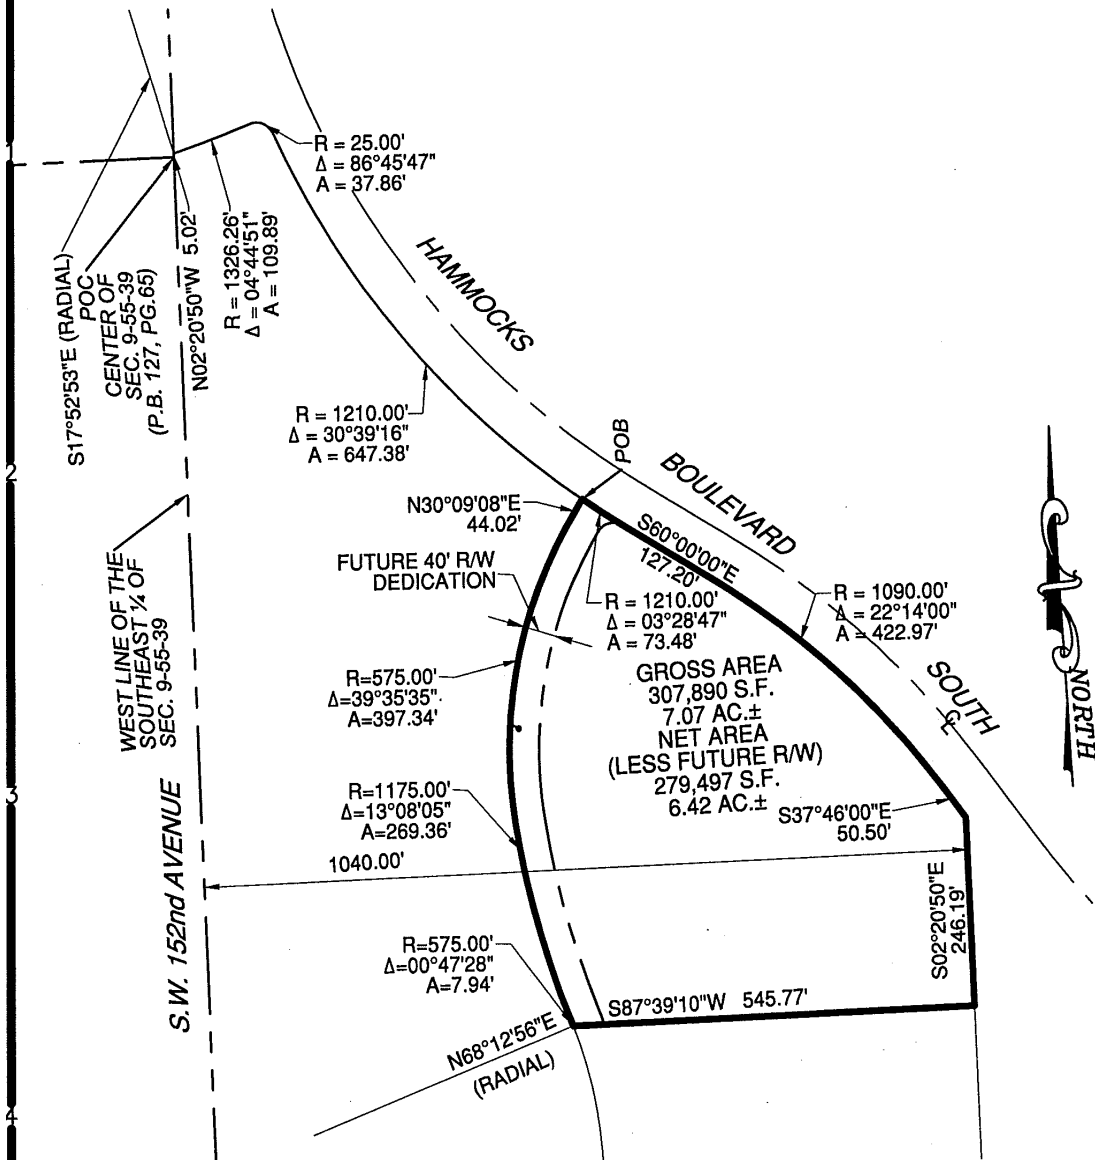 R = 25.00'
Δ = 86°45'47"
A = 37.86'
S17°52'53"E (RADIAL)
POC
CENTER OF
SEC. 9-55-39
(P.B. 127, PG.65)
N02°20'50"W 5.02'
R = 1326.26'
Δ = 04°44'51"
A = 109.89'
HAMMOCKS
BOULEVARD
SOUTH
℄
R = 1210.00'
Δ = 30°39'16"
A = 647.38'
POB
N30°09'08"E
44.02'
S60°00'00"E
127.20'
FUTURE 40' R/W
DEDICATION
R = 1210.00'
Δ = 03°28'47"
A = 73.48'
R = 1090.00'
Δ = 22°14'00"
A = 422.97'
WEST LINE OF THE
SOUTHEAST ¼ OF
SEC. 9-55-39
R=575.00'
Δ=39°35'35"
A=397.34'
GROSS AREA
307,890 S.F.
7.07 AC.±
NET AREA
(LESS FUTURE R/W)
279,497 S.F.
6.42 AC.±
NORTH
R=1175.00'
Δ=13°08'05"
A=269.36'
S37°46'00"E
50.50'
1040.00'
S.W. 152nd AVENUE
S02°20'50"E
246.19'
R=575.00'
Δ=00°47'28"
A=7.94'
S87°39'10"W 545.77'
N68°12'56"E
(RADIAL)
1
2
3
4